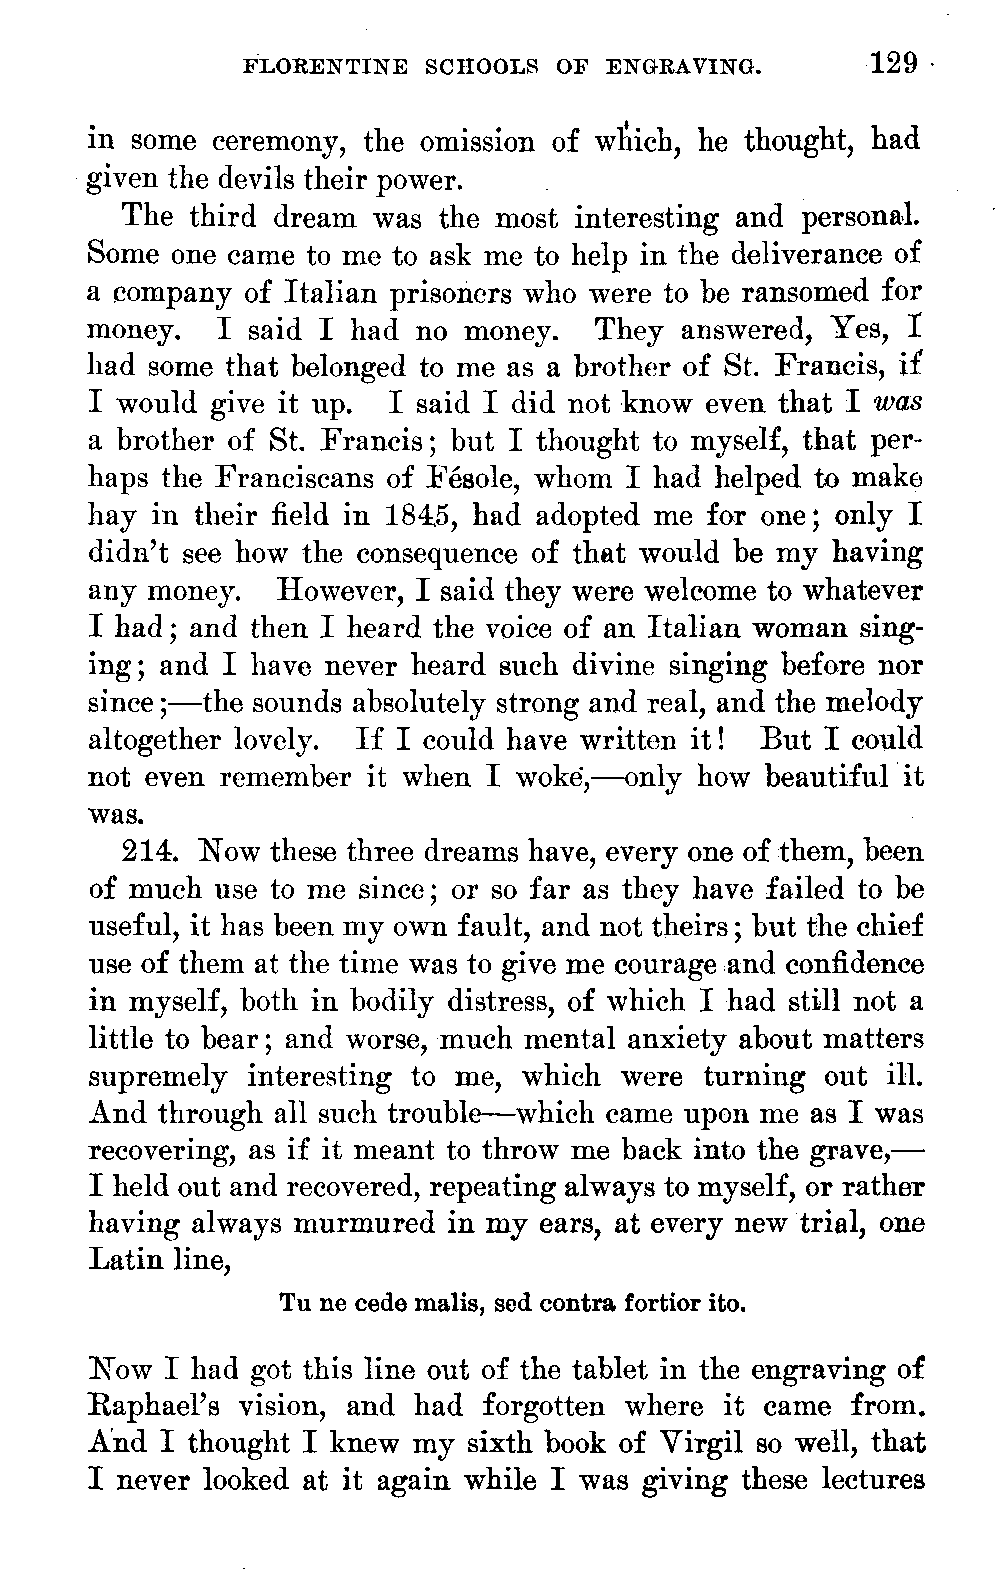 FLORENTINE SCHOOLS OF ENGRAVING. 129
in some ceremony, the omission of which, he thought, had
given the devils their power.
The third dream was the most interesting and personal.
Some one came to me to ask me to help in the deliverance of
a company of Italian prisoners who were to be ransomed for
money. I said I had no money. They answered, Yes, I
had some that belonged to me as a brother of St. Francis, if
I would give it up. I said I did not know even that I was
a brother of St. Francis; but I thought to myself, that per-
haps the Franciscans of Fésole, whom I had helped to make
hay in their field in 1845, had adopted me for one; only I
didn't see how the consequence of that would be my having
any money. However, I said they were welcome to whatever
I had; and then I heard the voice of an Italian woman sing-
ing; and I have never heard such divine singing before nor
since;—the sounds absolutely strong and real, and the melody
altogether lovely. If I could have written it! But I could
not even remember it when I woke,—only how beautiful it
was.
214. Now these three dreams have, every one of them, been
of much use to me since; or so far as they have failed to be
useful, it has been my own fault, and not theirs; but the chief
use of them at the time was to give me courage and confidence
in myself, both in bodily distress, of which I had still not a
little to bear; and worse, much mental anxiety about matters
supremely interesting to me, which were turning out ill.
And through all such trouble—which came upon me as I was
recovering, as if it meant to throw me back into the grave,—
I held out and recovered, repeating always to myself, or rather
having always murmured in my ears, at every new trial, one
Latin line,
Tu ne cede malis, sed contra fortior ito.
Now I had got this line out of the tablet in the engraving of
Raphael's vision, and had forgotten where it came from.
And I thought I knew my sixth book of Virgil so well, that
I never looked at it again while I was giving these lectures